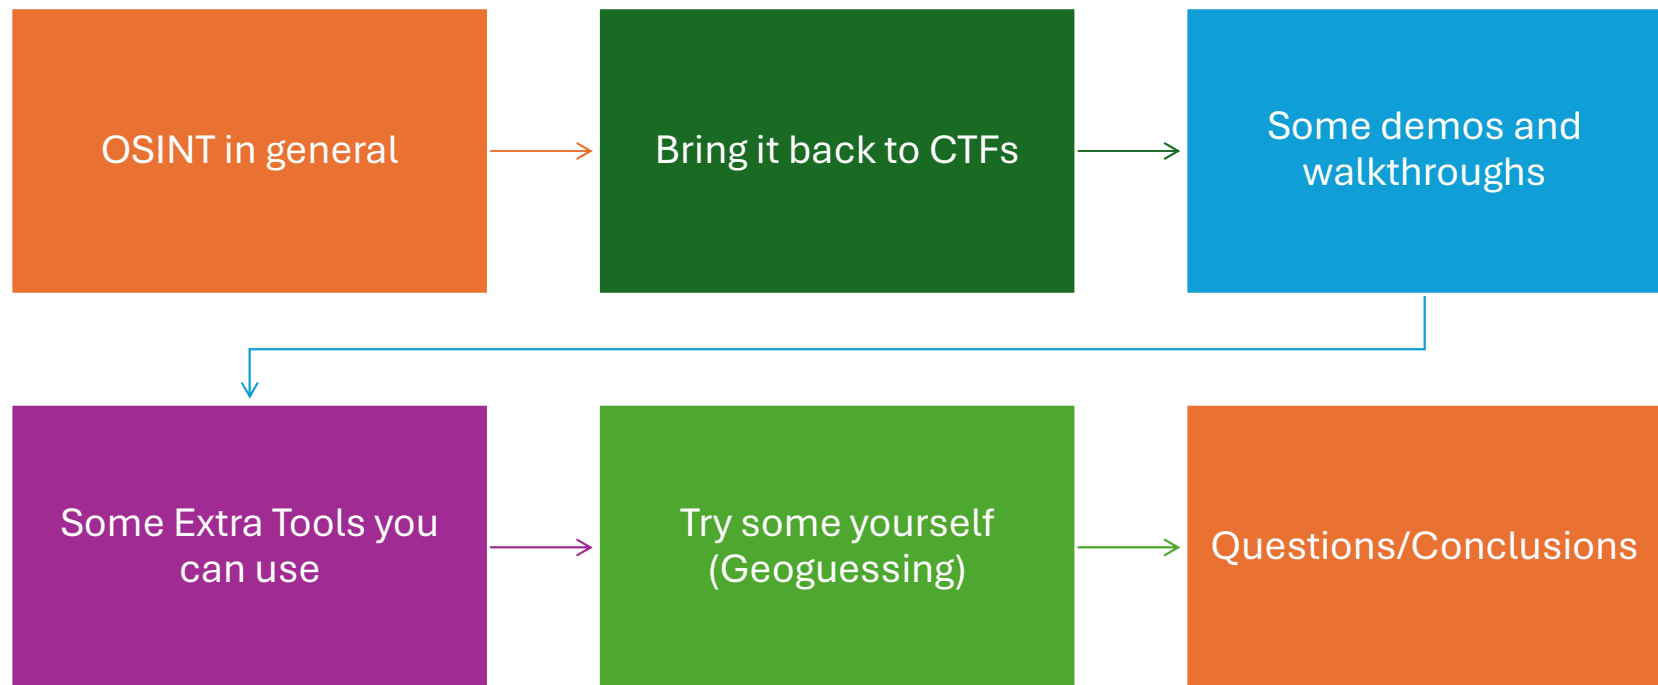 OSINT in general
Bring it back to CTFs
Some demos and
walkthroughs
Some Extra Tools you
can use
Try some yourself
(Geoguessing)
Questions/Conclusions